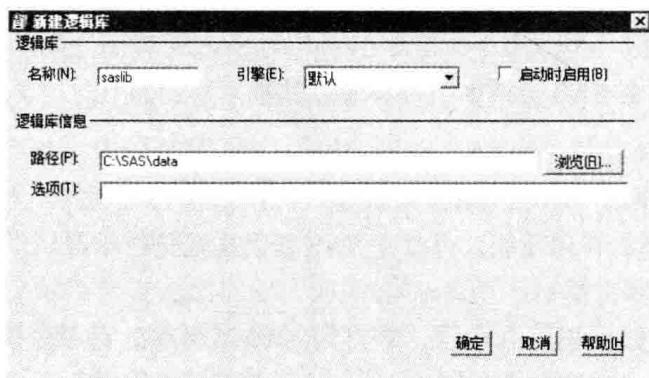 新建逻辑库
逻辑库
名称(N): saslib 引擎(E): 默认 启动时启用(B)
逻辑库信息
路径(P): C:\SAS\data 浏览(R)...
选项(T):
确定 取消 帮助(H